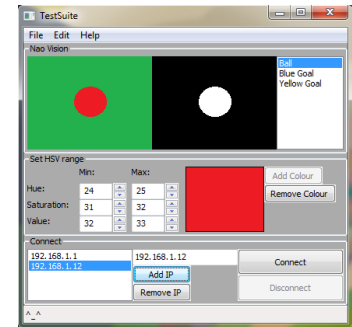 TestSuite
File Edit Help
Nao Vision
Ball
Blue Goal
Yellow Goal
Set HSV range
Min: Max:
Hue: 24 25
Saturation: 31 32
Value: 32 33
Add Colour
Remove Colour
Connect
192.168.1.1
192.168.1.12
192.168.1.12
Add IP
Remove IP
Connect
Disconnect
^_^